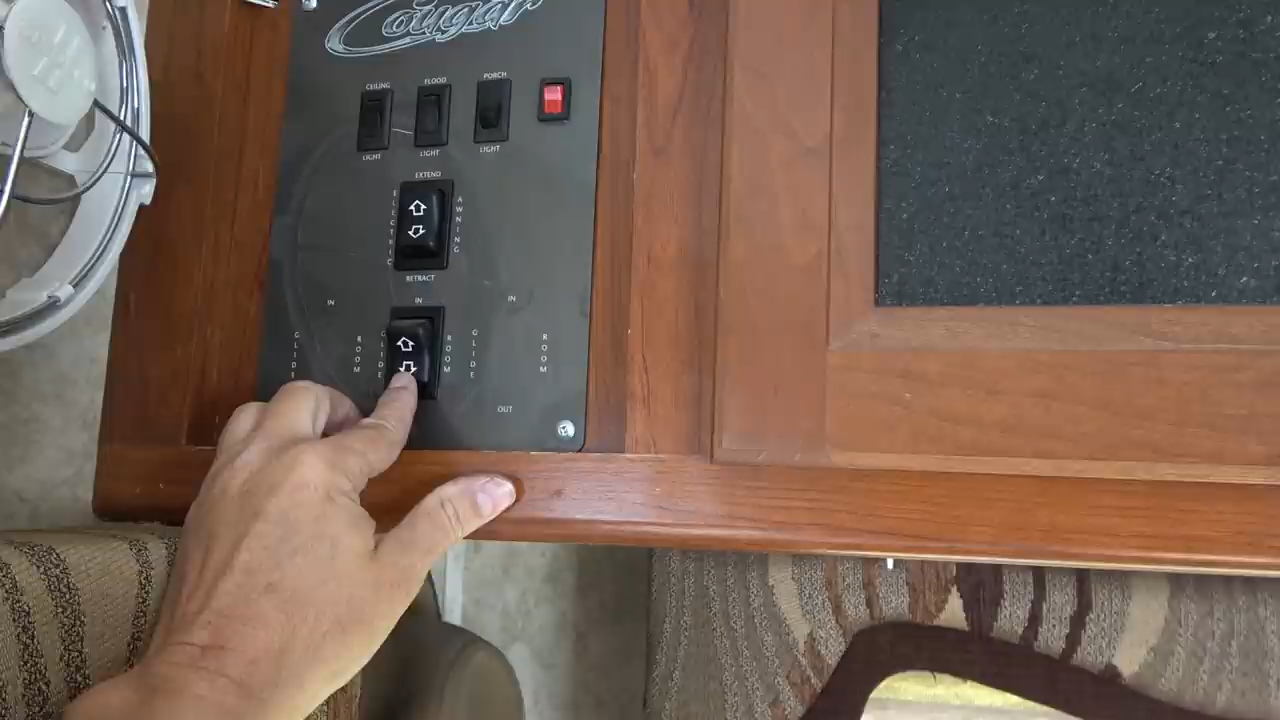 Cougar
CEILING
FLOOD
PORCH
LIGHT
LIGHT
LIGHT
EXTEND
ELECTRIC
AWNING
RETRACT
IN
IN
IN
GLIDE
ROOM
GLIDE
ROOM
GLIDE
ROOM
OUT